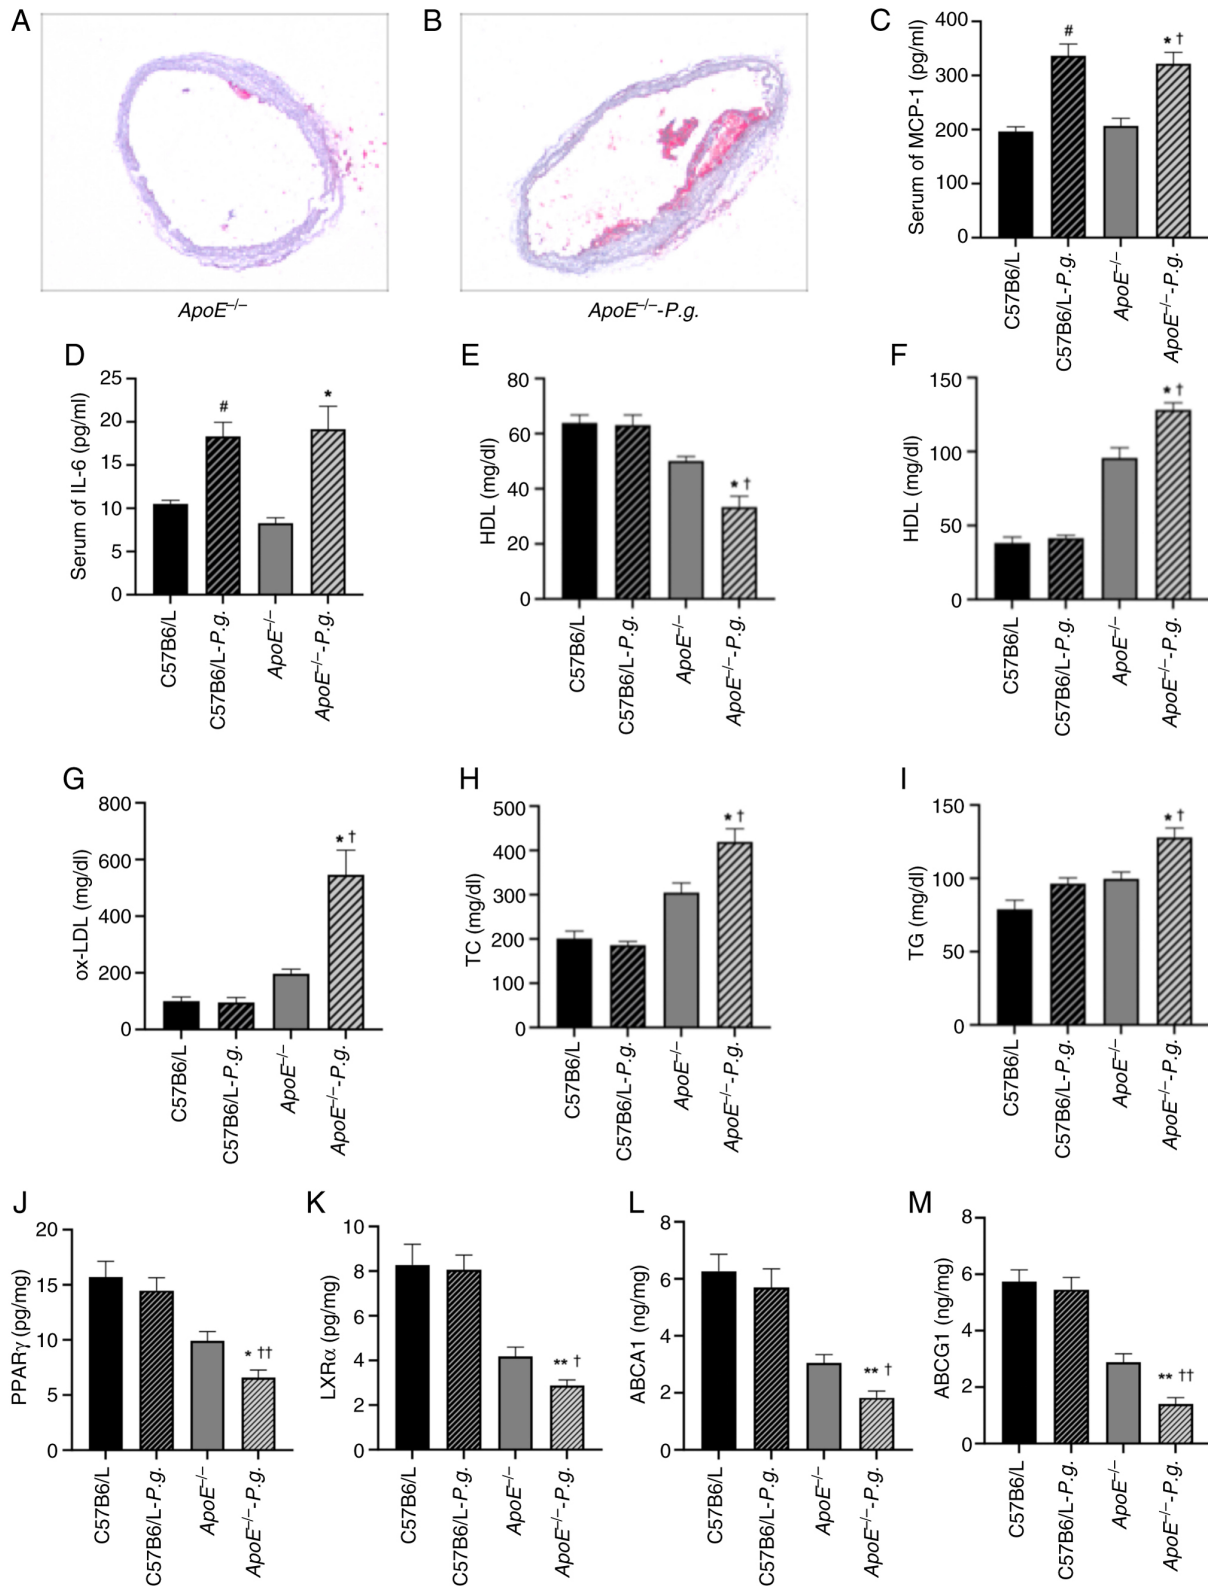 A
B
C
ApoE–/–
ApoE–/–-P.g.
Serum of MCP-1 (pg/ml)
400
300
200
100
0
#
* †
C57B6/L
C57B6/L-P.g.
ApoE–/–
ApoE–/–-P.g.
D
Serum of IL-6 (pg/ml)
25
20
15
10
5
0
#
*
C57B6/L
C57B6/L-P.g.
ApoE–/–
ApoE–/–-P.g.
E
HDL (mg/dl)
80
60
40
20
0
* †
C57B6/L
C57B6/L-P.g.
ApoE–/–
ApoE–/–-P.g.
F
HDL (mg/dl)
150
100
50
0
* †
C57B6/L
C57B6/L-P.g.
ApoE–/–
ApoE–/–-P.g.
G
ox-LDL (mg/dl)
800
600
400
200
0
* †
C57B6/L
C57B6/L-P.g.
ApoE–/–
ApoE–/–-P.g.
H
TC (mg/dl)
500
400
300
200
100
0
* †
C57B6/L
C57B6/L-P.g.
ApoE–/–
ApoE–/–-P.g.
I
TG (mg/dl)
150
100
50
0
* †
C57B6/L
C57B6/L-P.g.
ApoE–/–
ApoE–/–-P.g.
J
PPARγ (pg/mg)
20
15
10
5
0
* ††
C57B6/L
C57B6/L-P.g.
ApoE–/–
ApoE–/–-P.g.
K
LXRα (pg/mg)
10
8
6
4
2
0
** †
C57B6/L
C57B6/L-P.g.
ApoE–/–
ApoE–/–-P.g.
L
ABCA1 (ng/mg)
8
6
4
2
0
** †
C57B6/L
C57B6/L-P.g.
ApoE–/–
ApoE–/–-P.g.
M
ABCG1 (ng/mg)
8
6
4
2
0
** ††
C57B6/L
C57B6/L-P.g.
ApoE–/–
ApoE–/–-P.g.